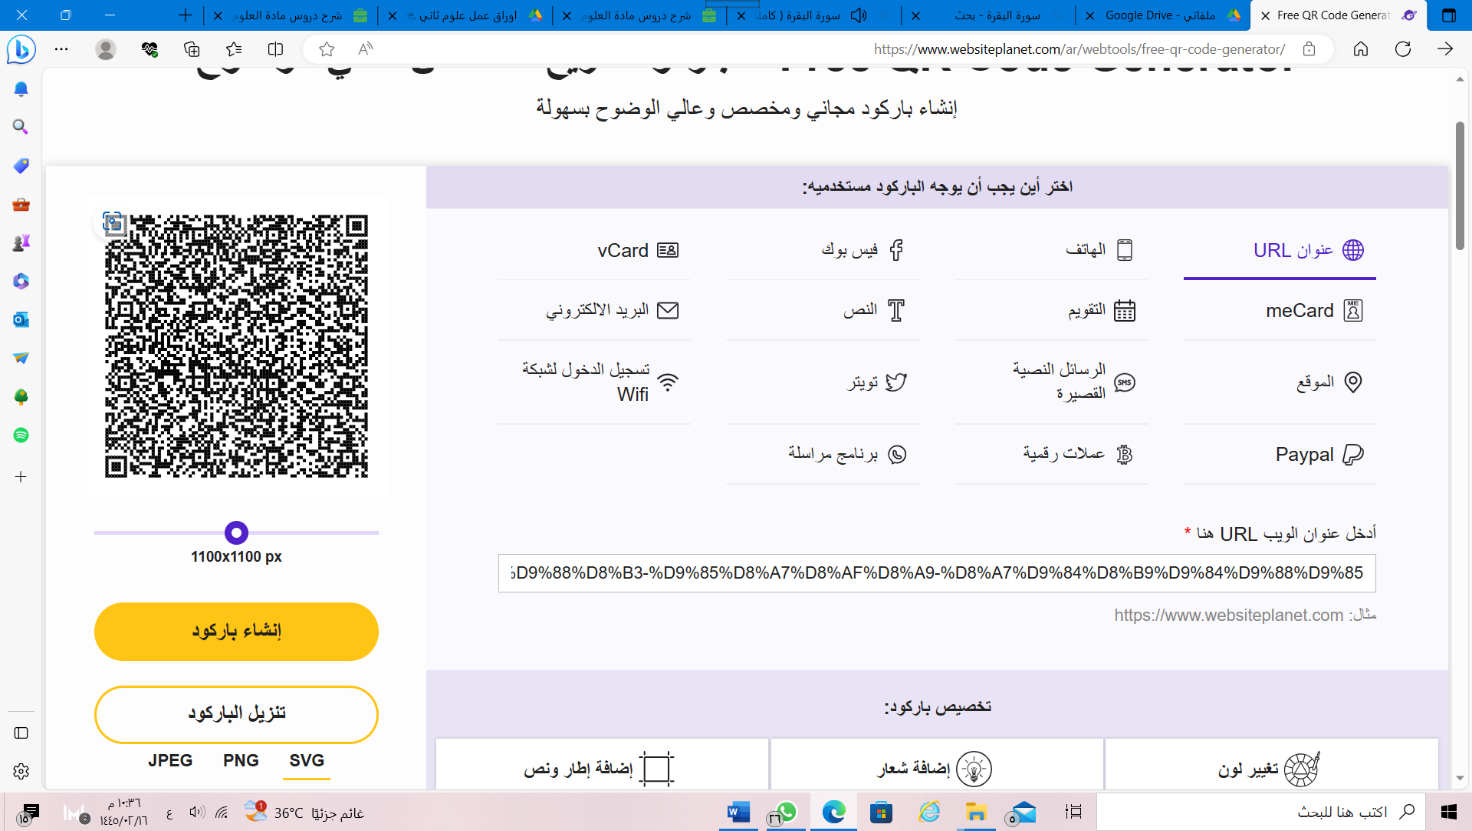 Free QR Code Generat
ملفاتي - Google Drive
سورة البقرة - بحث
سورة البقرة ( كاملة
شرح دروس مادة العلوم
اوراق عمل علوم ثاني
شرح دروس مادة العلوم
https://www.websiteplanet.com/ar/webtools/free-qr-code-generator/
إنشاء باركود مجاني ومخصص وعالي الوضوح بسهولة
اختر أين يجب أن يوجه الباركود مستخدميه:
عنوان URL
الهاتف
فيس بوك
vCard
meCard
التقويم
النص
البريد الالكتروني
الموقع
الرسائل النصية
القصيرة
تويتر
تسجيل الدخول لشبكة
Wifi
Paypal
عملات رقمية
برنامج مراسلة
أدخل عنوان الويب URL هنا *
%D9%88%D8%B3-%D9%85%D8%A7%D8%AF%D8%A9-%D8%A7%D9%84%D8%B9%D9%84%D9%88%D9%85
مثال: https://www.websiteplanet.com
1100x1100 px
إنشاء باركود
تنزيل الباركود
JPEG PNG SVG
تخصيص باركود:
تغيير لون
إضافة شعار
إضافة إطار ونص
اكتب هنا للبحث
36°C غائم جزئيًا
ع
١٠:٣٦ م
١٤٤٥/٠٢/١٦